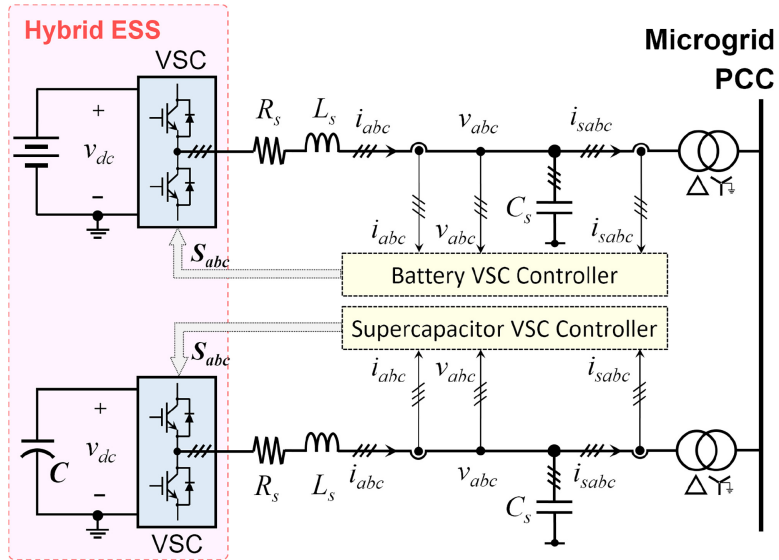 Hybrid ESS
Microgrid
PCC
VSC
+
v_dc
−
R_s
L_s
i_abc
v_abc
i_sabc
C_s
i_abc
v_abc
i_sabc
S_abc
Battery VSC Controller
Supercapacitor VSC Controller
S_abc
i_abc
v_abc
i_sabc
+
C
v_dc
−
R_s
L_s
i_abc
v_abc
i_sabc
C_s
VSC